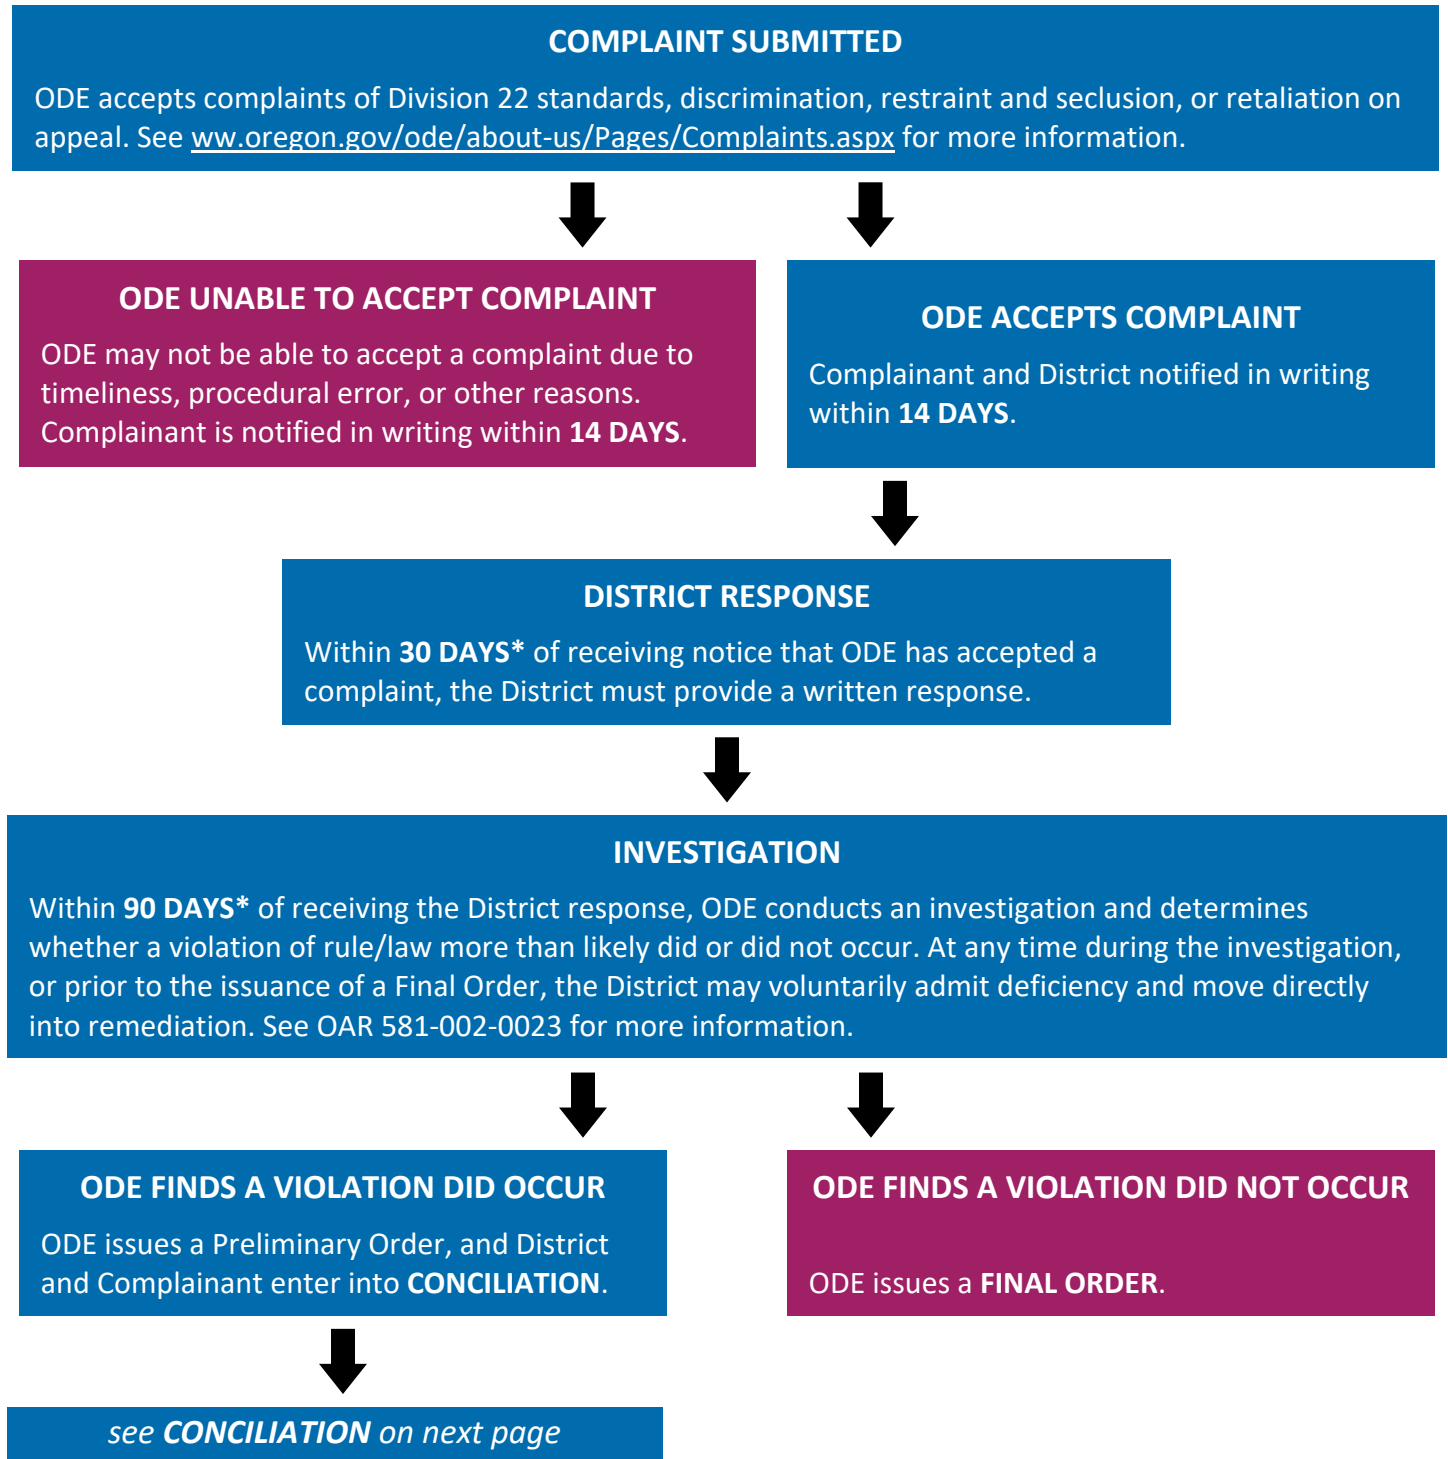 COMPLAINT SUBMITTED
ODE accepts complaints of Division 22 standards, discrimination, restraint and seclusion, or retaliation on
appeal. See ww.oregon.gov/ode/about-us/Pages/Complaints.aspx for more information.
ODE UNABLE TO ACCEPT COMPLAINT
ODE may not be able to accept a complaint due to
timeliness, procedural error, or other reasons.
Complainant is notified in writing within 14 DAYS.
ODE ACCEPTS COMPLAINT
Complainant and District notified in writing
within 14 DAYS.
DISTRICT RESPONSE
Within 30 DAYS* of receiving notice that ODE has accepted a
complaint, the District must provide a written response.
INVESTIGATION
Within 90 DAYS* of receiving the District response, ODE conducts an investigation and determines
whether a violation of rule/law more than likely did or did not occur. At any time during the investigation,
or prior to the issuance of a Final Order, the District may voluntarily admit deficiency and move directly
into remediation. See OAR 581-002-0023 for more information.
ODE FINDS A VIOLATION DID OCCUR
ODE issues a Preliminary Order, and District
and Complainant enter into CONCILIATION.
ODE FINDS A VIOLATION DID NOT OCCUR
ODE issues a FINAL ORDER.
see CONCILIATION on next page